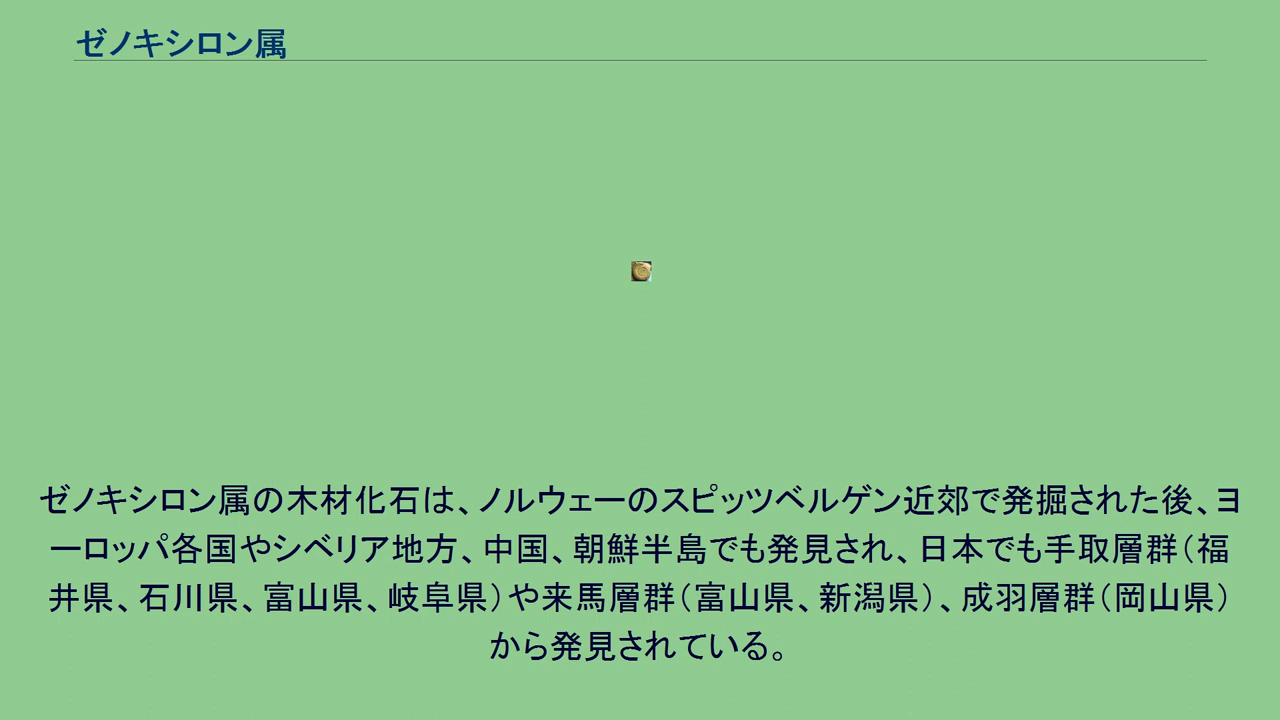 ゼノキシロン属
ゼノキシロン属の木材化石は、ノルウェーのスピッツベルゲン近郊で発掘された後、ヨ
ーロッパ各国やシベリア地方、中国、朝鮮半島でも発見され、日本でも手取層群（福
井県、石川県、富山県、岐阜県）や来馬層群（富山県、新潟県）、成羽層群（岡山県）
から発見されている。